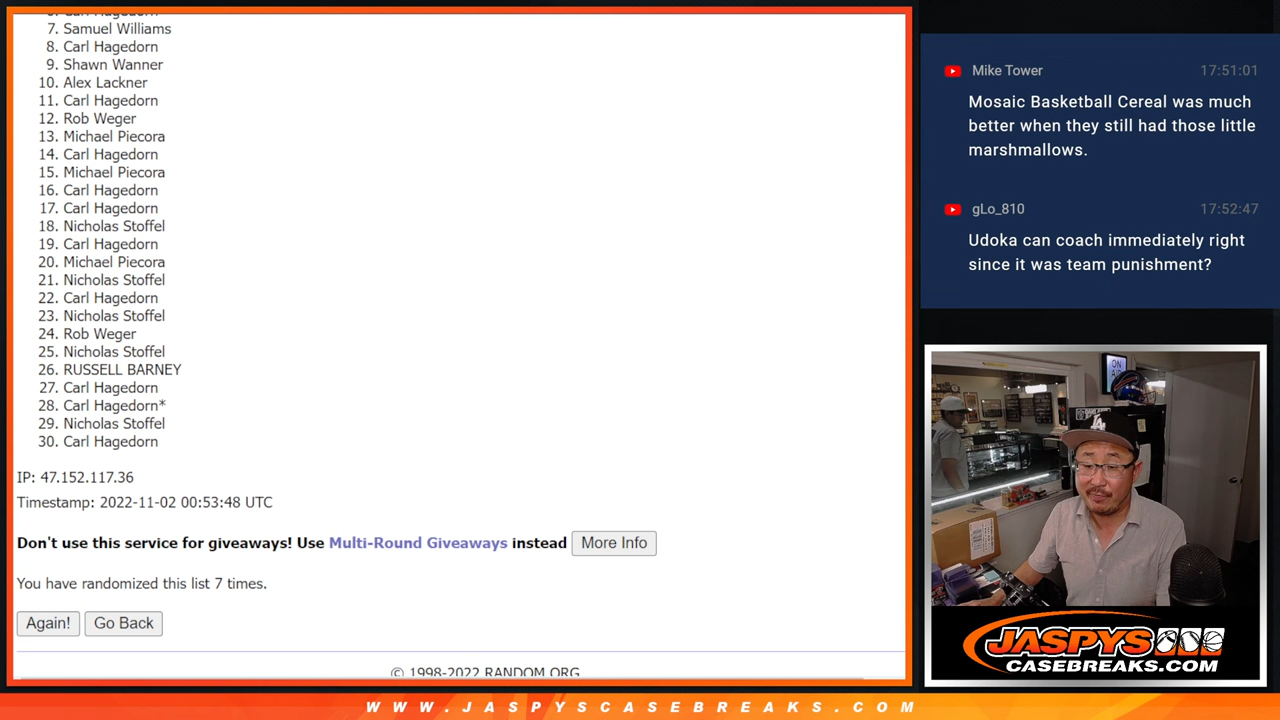 6. Carl Hagedorn
7. Samuel Williams
8. Carl Hagedorn
9. Shawn Wanner
10. Alex Lackner
11. Carl Hagedorn
12. Rob Weger
13. Michael Piecora
14. Carl Hagedorn
15. Michael Piecora
16. Carl Hagedorn
17. Carl Hagedorn
18. Nicholas Stoffel
19. Carl Hagedorn
20. Michael Piecora
21. Nicholas Stoffel
22. Carl Hagedorn
23. Nicholas Stoffel
24. Rob Weger
25. Nicholas Stoffel
26. RUSSELL BARNEY
27. Carl Hagedorn
28. Carl Hagedorn*
29. Nicholas Stoffel
30. Carl Hagedorn
IP: 47.152.117.36
Timestamp: 2022-11-02 00:53:48 UTC
Don't use this service for giveaways! Use Multi-Round Giveaways instead More Info
You have randomized this list 7 times.
Again! Go Back
© 1998-2022 RANDOM.ORG
Mike Tower 17:51:01
Mosaic Basketball Cereal was much
better when they still had those little
marshmallows.
gLo_810 17:52:47
Udoka can coach immediately right
since it was team punishment?
ON
LA
JASPYS
CASEBREAKS.COM
WWW.JASPYSCASEBREAKS.COM